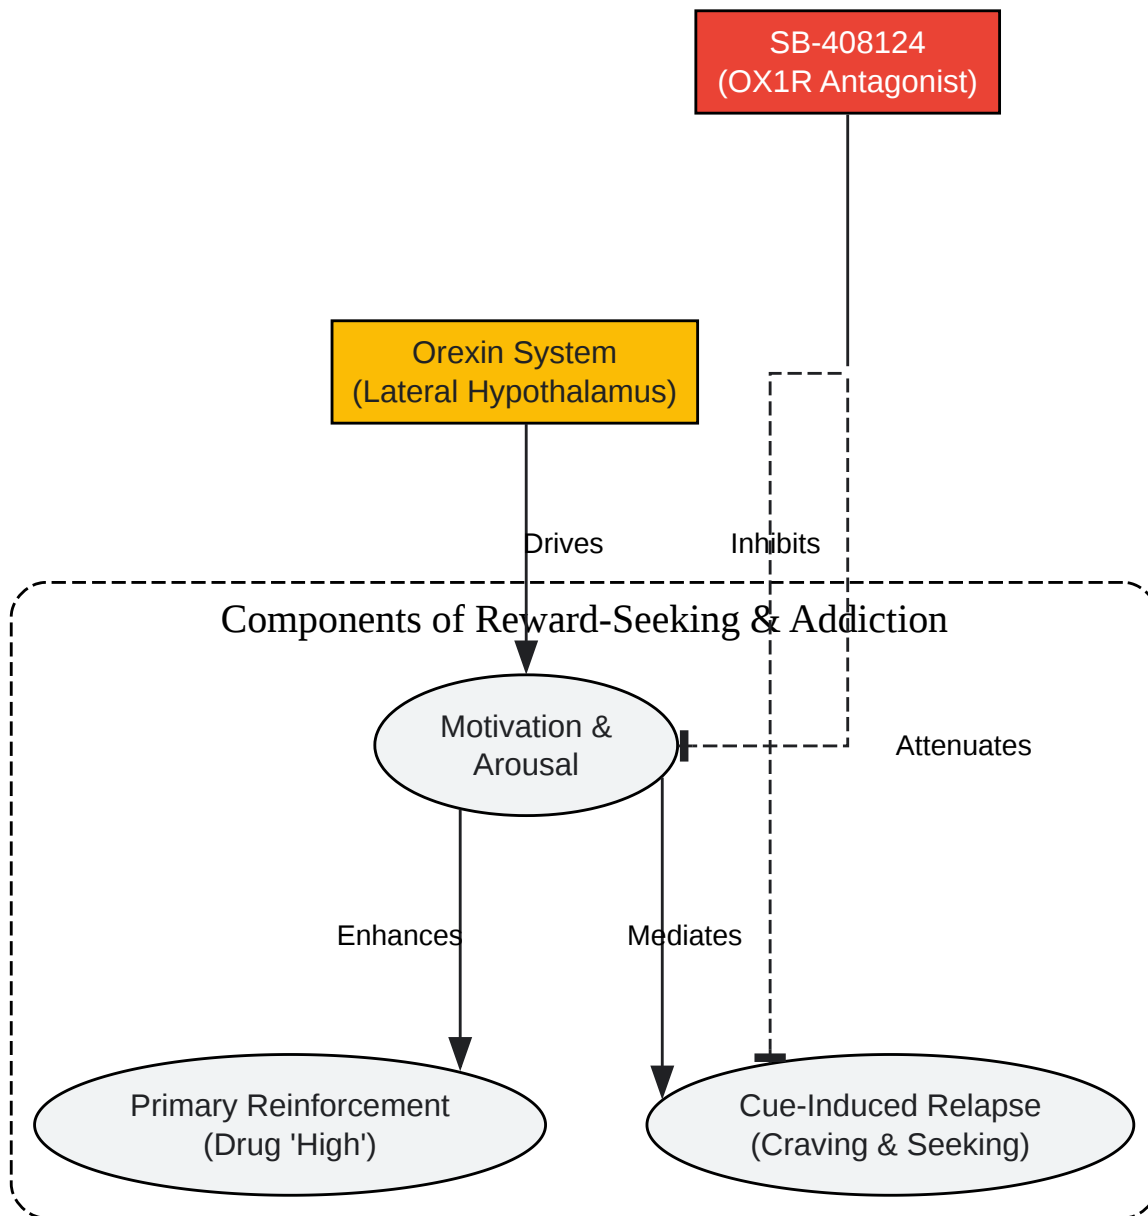 SB-408124
(OX1R Antagonist)
Orexin System
(Lateral Hypothalamus)
Drives
Inhibits
Components of Reward-Seeking & Addiction
Motivation &
Arousal
Attenuates
Enhances
Mediates
Primary Reinforcement
(Drug 'High')
Cue-Induced Relapse
(Craving & Seeking)